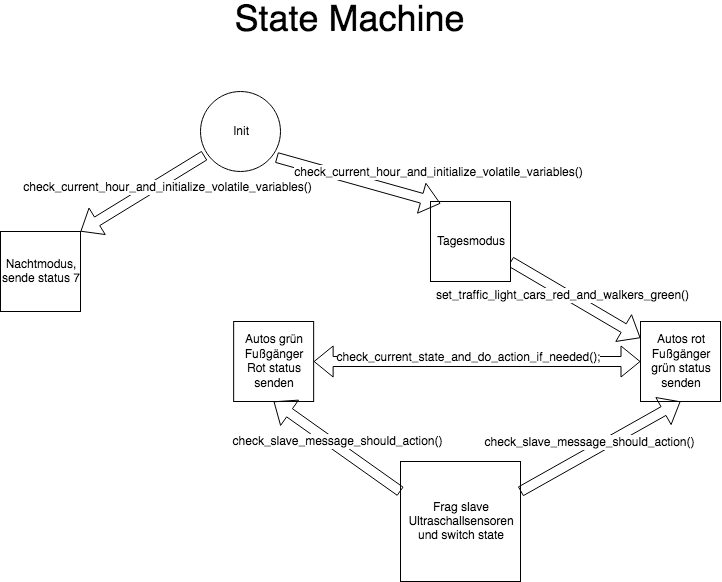 State Machine
Init
check_current_hour_and_initialize_volatile_variables()
check_current_hour_and_initialize_volatile_variables()
Nachtmodus,
sende status 7
Tagesmodus
set_traffic_light_cars_red_and_walkers_green()
Autos grün
Fußgänger
Rot status
senden
check_current_state_and_do_action_if_needed();
Autos rot
Fußgänger
grün status
senden
check_slave_message_should_action()
check_slave_message_should_action()
Frag slave
Ultraschallsensoren
und switch state